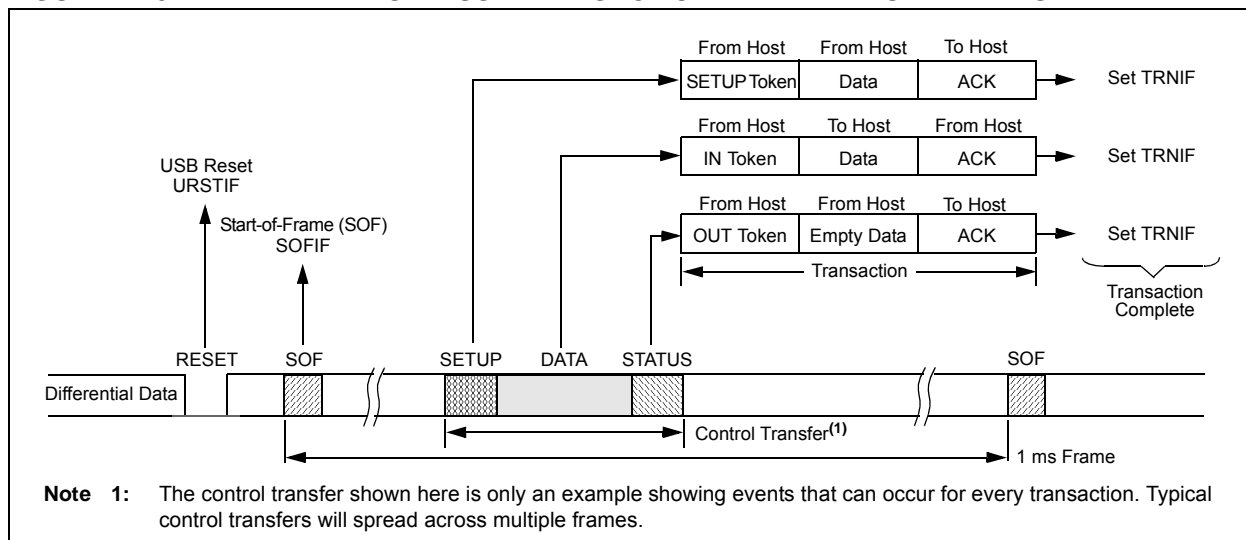 From Host From Host To Host
SETUP Token Data ACK Set TRNIF
From Host To Host From Host
IN Token Data ACK Set TRNIF
USB Reset
URSTIF
From Host From Host To Host
Start-of-Frame (SOF)
SOFIF
OUT Token Empty Data ACK Set TRNIF
Transaction
Transaction
Complete
RESET SOF SETUP DATA STATUS SOF
Differential Data
Control Transfer(1)
1 ms Frame
Note 1: The control transfer shown here is only an example showing events that can occur for every transaction. Typical
control transfers will spread across multiple frames.